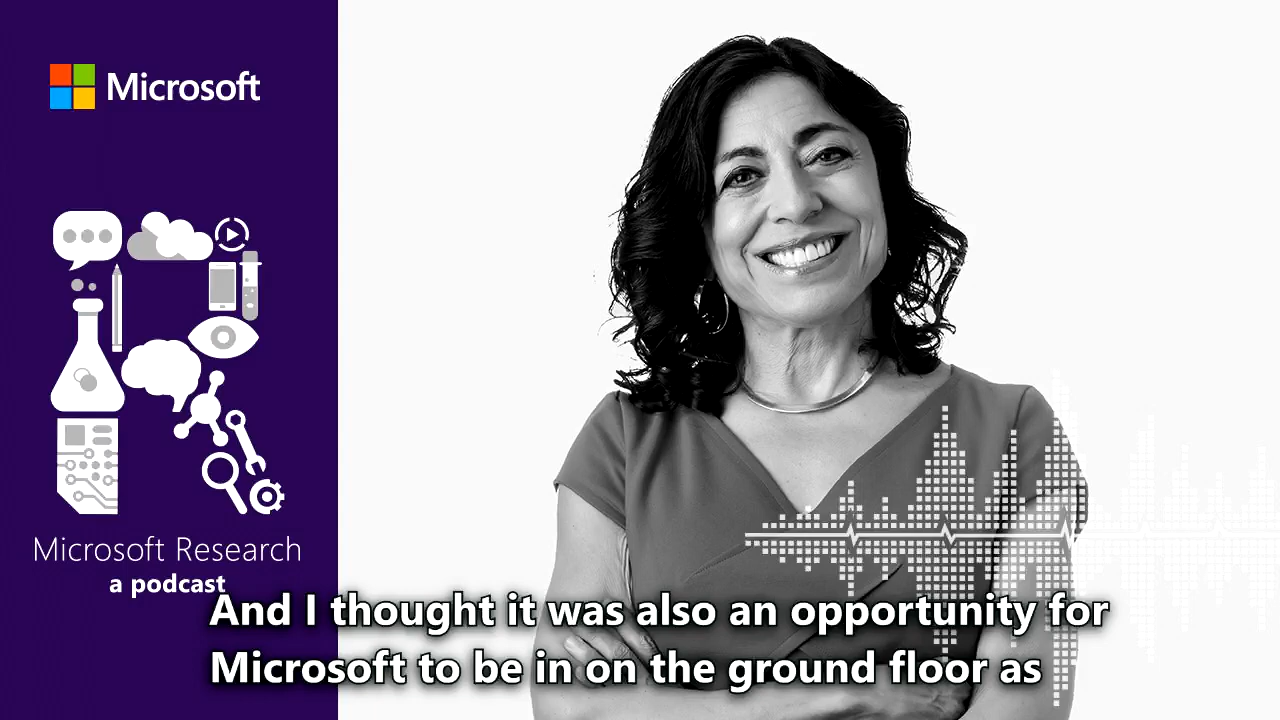 Microsoft
Microsoft Research
a podcast
And I thought it was also an opportunity for
Microsoft to be in on the ground floor as